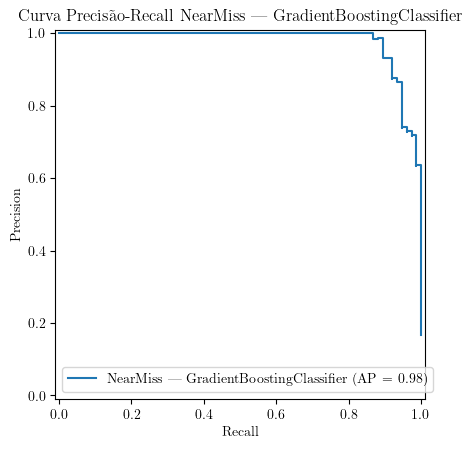 Curva Precisão-Recall NearMiss — GradientBoostingClassifier
1.0
0.8
0.6
0.4
0.2
0.0
Precision
NearMiss — GradientBoostingClassifier (AP = 0.98)
0.0 0.2 0.4 0.6 0.8 1.0
Recall